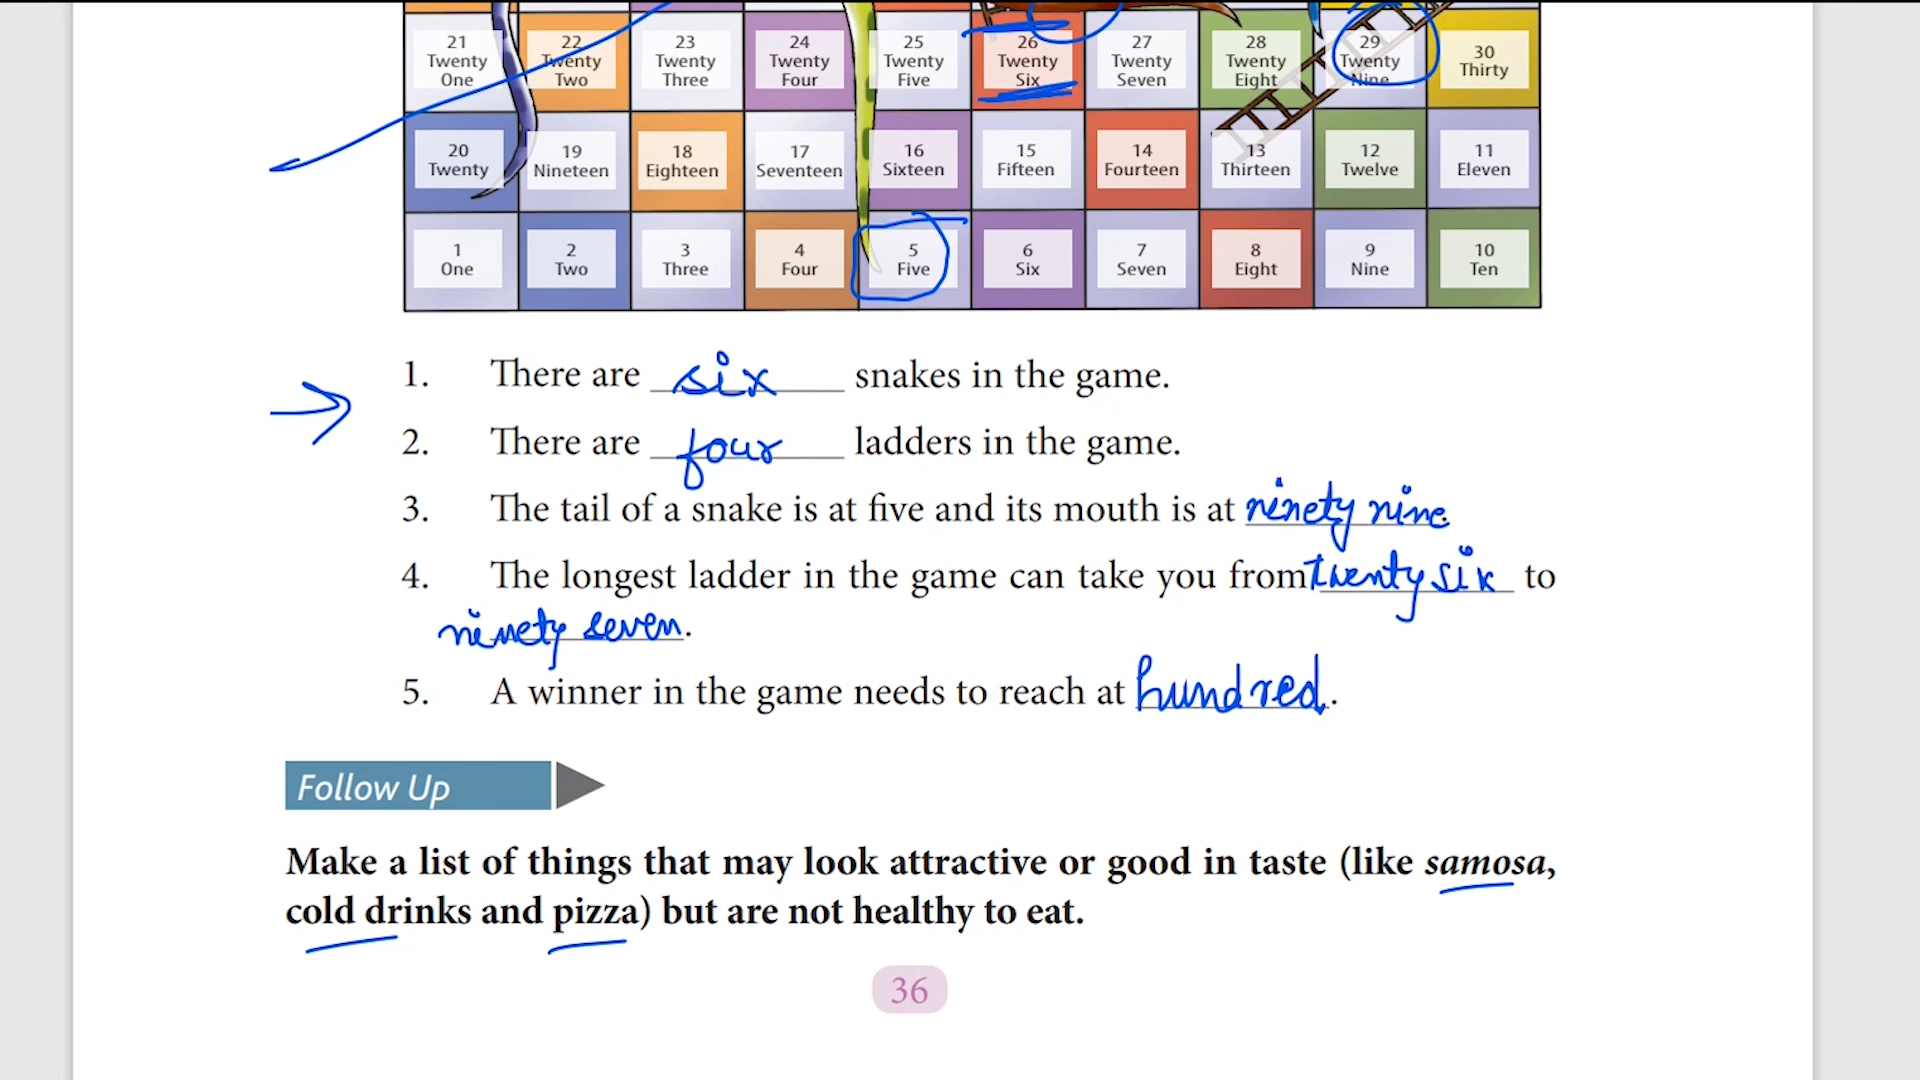 21 22 23 24 25 26 27 28 29 30
Twenty Twenty Twenty Twenty Twenty Twenty Twenty Twenty Twenty Thirty
One Two Three Four Five Six Seven Eight Nine
20 19 18 17 16 15 14 13 12 11
Twenty Nineteen Eighteen Seventeen Sixteen Fifteen Fourteen Thirteen Twelve Eleven
1 2 3 4 5 6 7 8 9 10
One Two Three Four Five Six Seven Eight Nine Ten
1. There are six snakes in the game.
2. There are four ladders in the game.
3. The tail of a snake is at five and its mouth is at ninety nine.
4. The longest ladder in the game can take you from twenty six to
ninety seven.
5. A winner in the game needs to reach at hundred.
Follow Up
Make a list of things that may look attractive or good in taste (like samosa,
cold drinks and pizza) but are not healthy to eat.
36